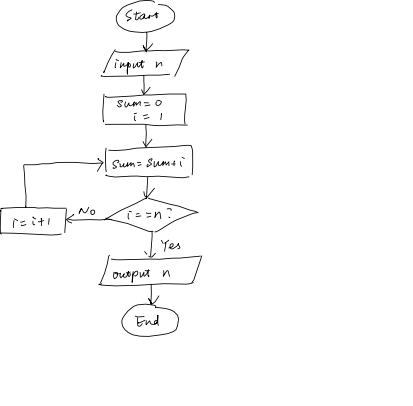 Start
input n
sum=0
i = 1
sum=sum+i
i==n?
No
i=i+1
Yes
output n
End